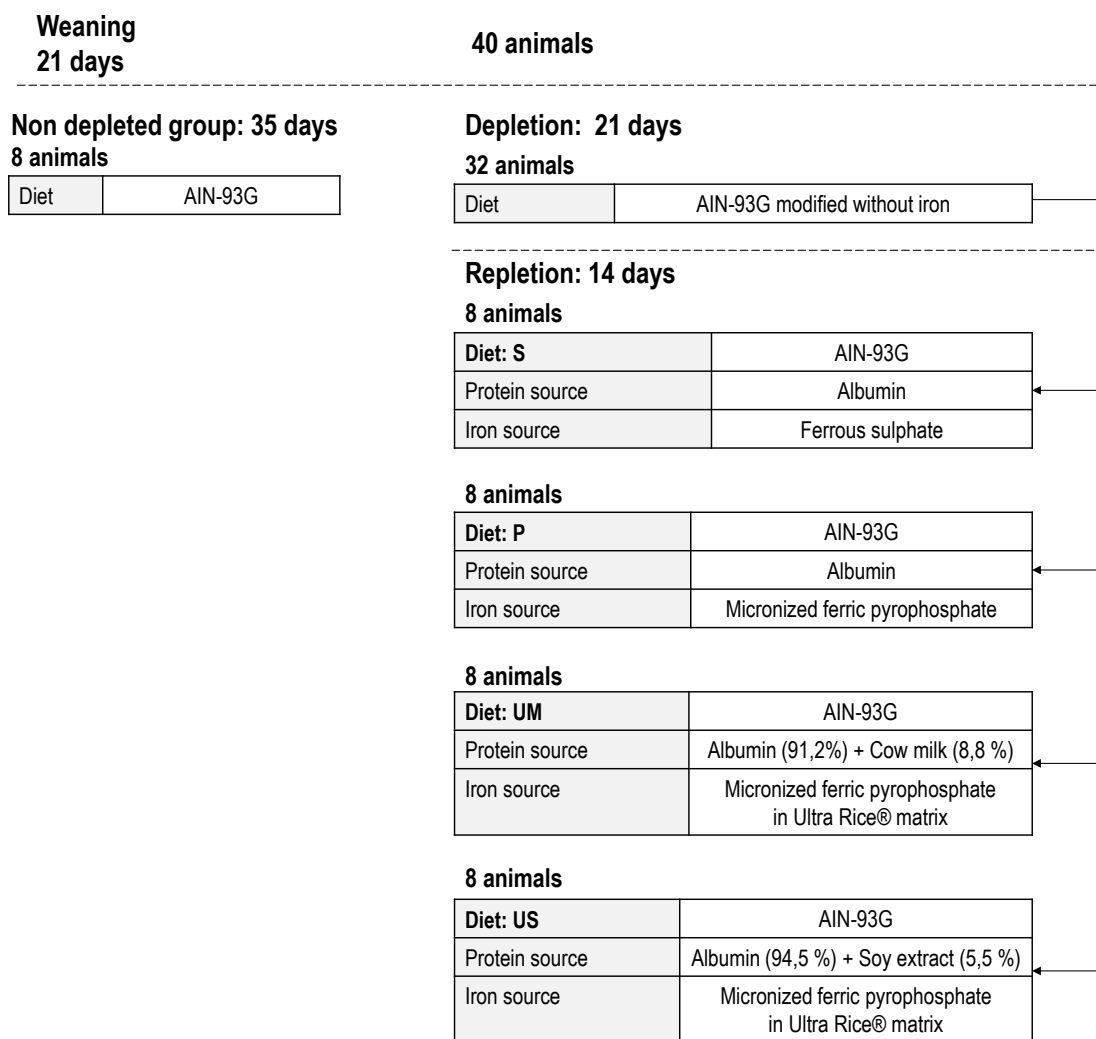 Weaning
21 days
40 animals
Non depleted group: 35 days
8 animals
Diet AIN-93G
Depletion: 21 days
32 animals
Diet AIN-93G modified without iron
Repletion: 14 days
8 animals
Diet: S AIN-93G
Protein source Albumin
Iron source Ferrous sulphate
8 animals
Diet: P AIN-93G
Protein source Albumin
Iron source Micronized ferric pyrophosphate
8 animals
Diet: UM AIN-93G
Protein source Albumin (91,2%) + Cow milk (8,8 %)
Iron source Micronized ferric pyrophosphate
in Ultra Rice® matrix
8 animals
Diet: US AIN-93G
Protein source Albumin (94,5 %) + Soy extract (5,5 %)
Iron source Micronized ferric pyrophosphate
in Ultra Rice® matrix